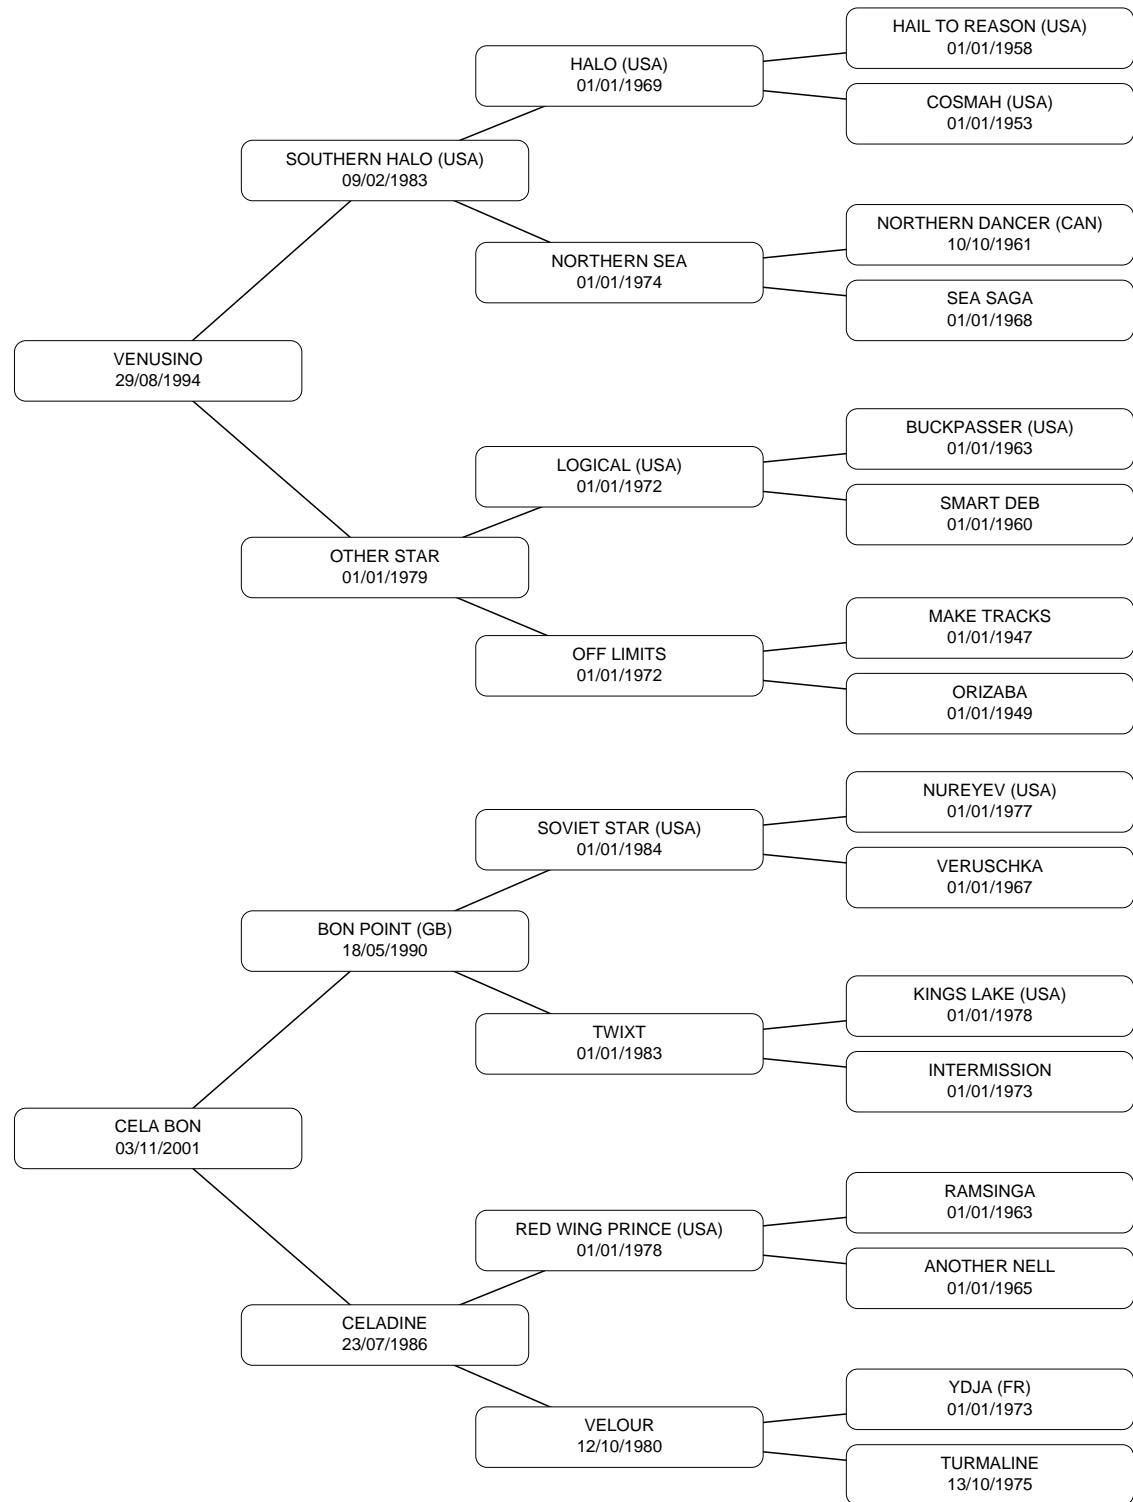 HAIL TO REASON (USA)
01/01/1958
HALO (USA)
01/01/1969
COSMAH (USA)
01/01/1953
SOUTHERN HALO (USA)
09/02/1983
NORTHERN DANCER (CAN)
10/10/1961
NORTHERN SEA
01/01/1974
SEA SAGA
01/01/1968
VENUSINO
29/08/1994
BUCKPASSER (USA)
01/01/1963
LOGICAL (USA)
01/01/1972
SMART DEB
01/01/1960
OTHER STAR
01/01/1979
MAKE TRACKS
01/01/1947
OFF LIMITS
01/01/1972
ORIZABA
01/01/1949
NUREYEV (USA)
01/01/1977
SOVIET STAR (USA)
01/01/1984
VERUSCHKA
01/01/1967
BON POINT (GB)
18/05/1990
KINGS LAKE (USA)
01/01/1978
TWIXT
01/01/1983
INTERMISSION
01/01/1973
CELA BON
03/11/2001
RAMSINGA
01/01/1963
RED WING PRINCE (USA)
01/01/1978
ANOTHER NELL
01/01/1965
CELADINE
23/07/1986
YDJA (FR)
01/01/1973
VELOUR
12/10/1980
TURMALINE
13/10/1975